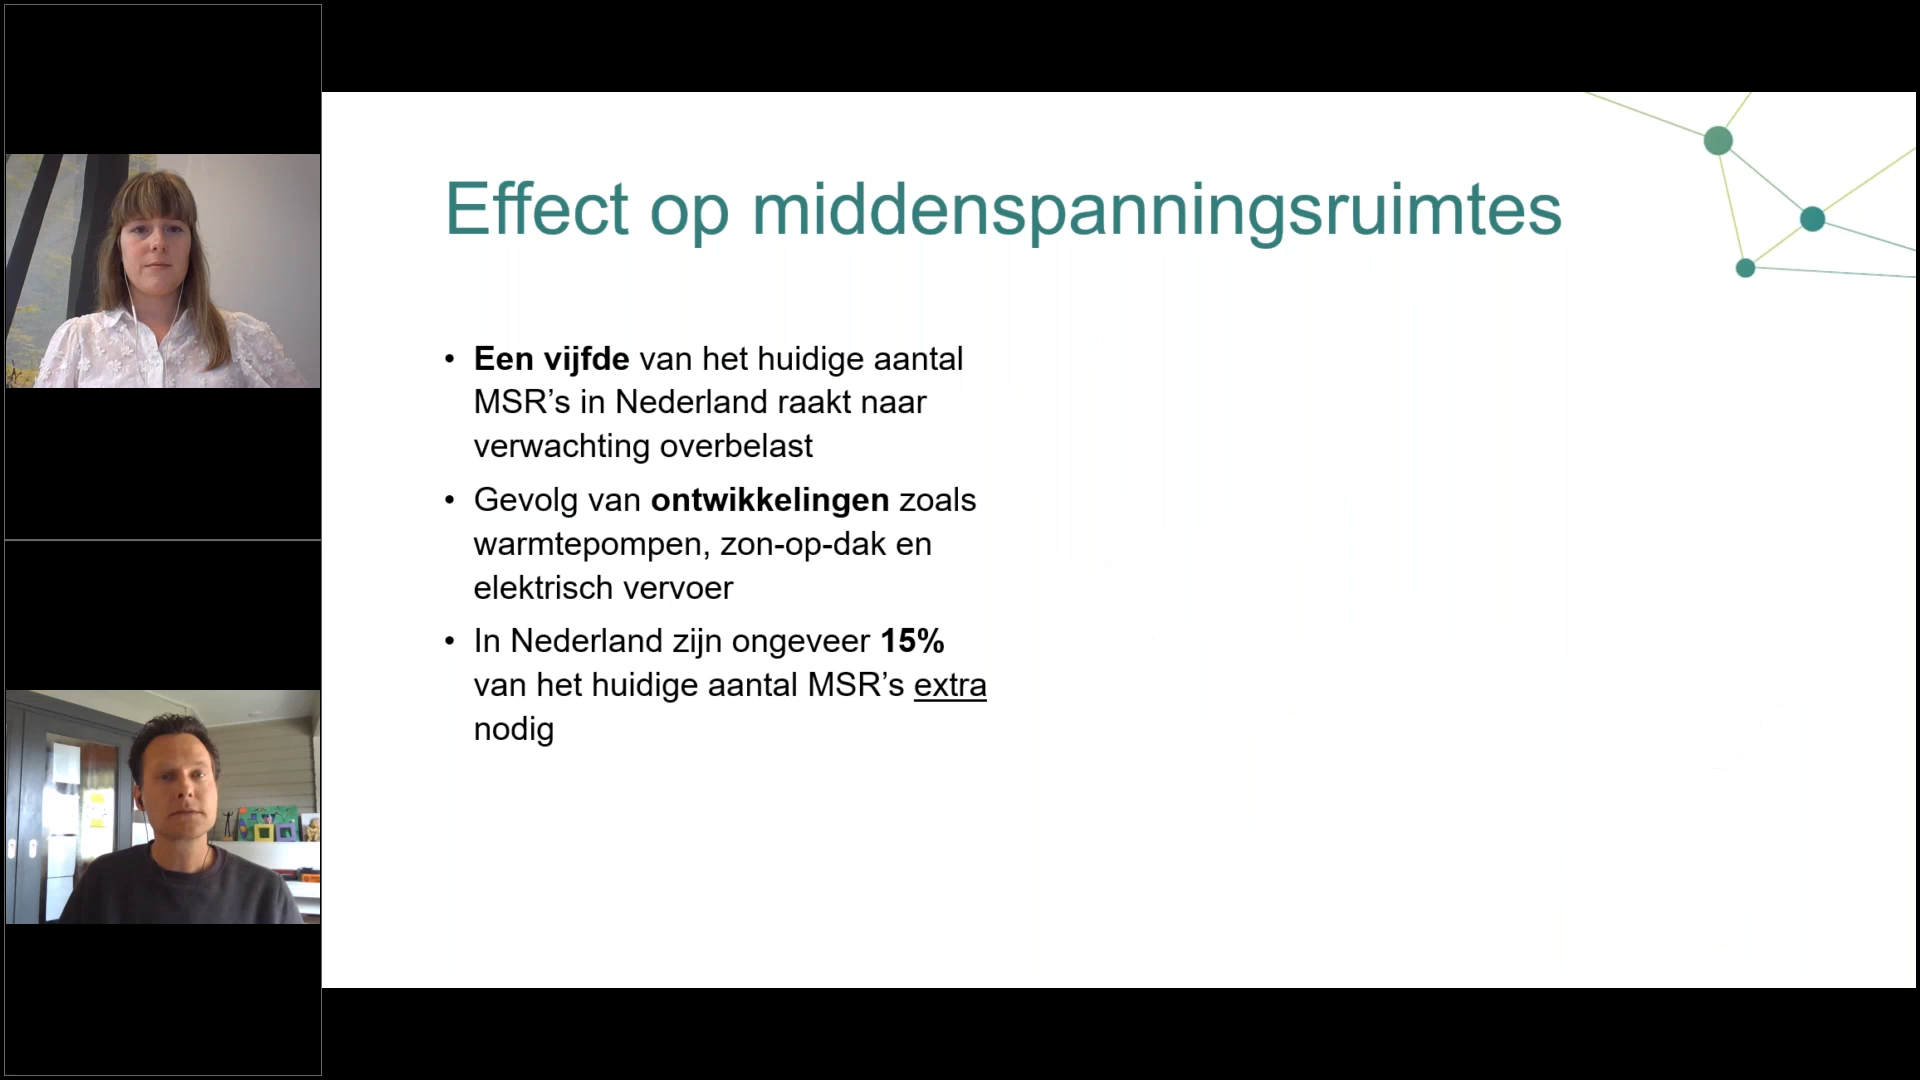 Effect op middenspanningsruimtes
• Een vijfde van het huidige aantal
MSR’s in Nederland raakt naar
verwachting overbelast
• Gevolg van ontwikkelingen zoals
warmtepompen, zon-op-dak en
elektrisch vervoer
• In Nederland zijn ongeveer 15%
van het huidige aantal MSR’s extra
nodig